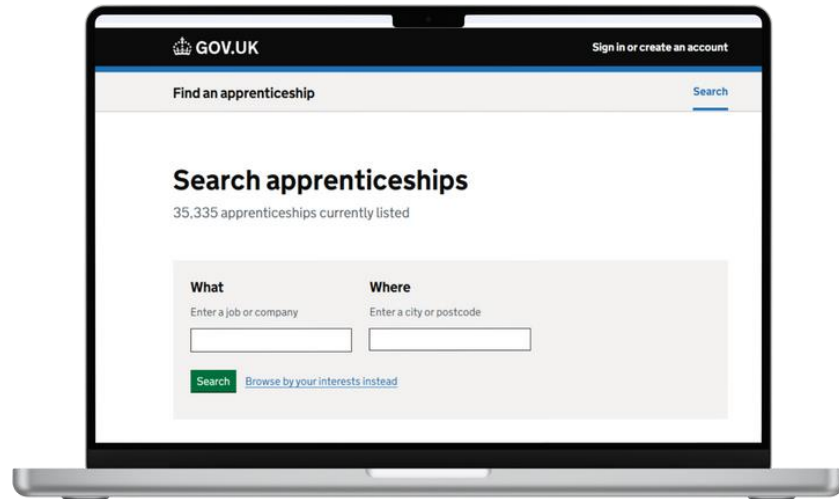 GOV.UK
Sign in or create an account
Find an apprenticeship
Search
Search apprenticeships
35,335 apprenticeships currently listed
What
Where
Enter a job or company
Enter a city or postcode
Search
Browse by your interests instead